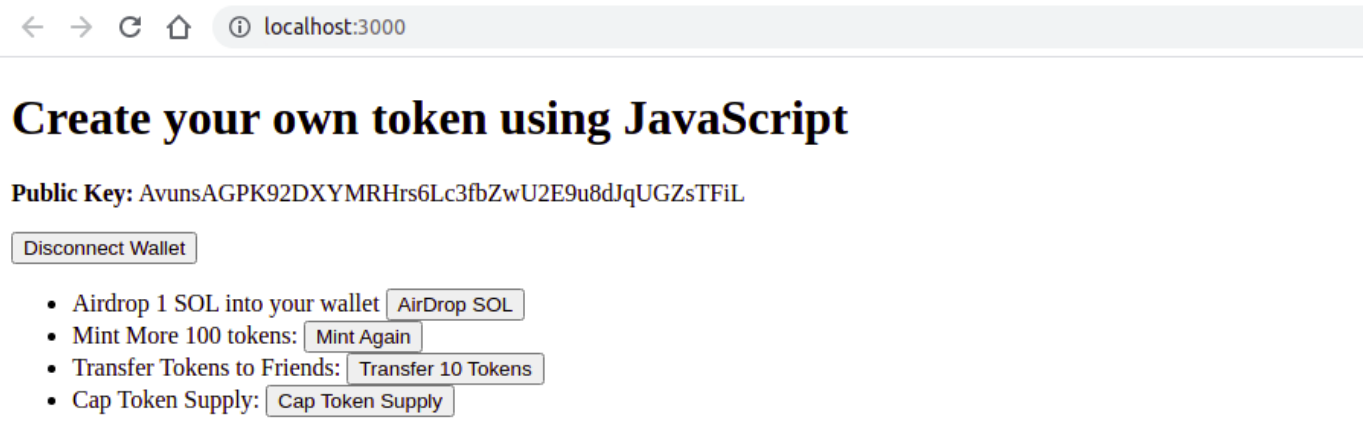 localhost:3000
Create your own token using JavaScript
Public Key: AvunsAGPK92DXYMRHrs6Lc3fbZwU2E9u8dJqUGZsTFiL
Disconnect Wallet
Airdrop 1 SOL into your wallet AirDrop SOL
Mint More 100 tokens: Mint Again
Transfer Tokens to Friends: Transfer 10 Tokens
Cap Token Supply: Cap Token Supply